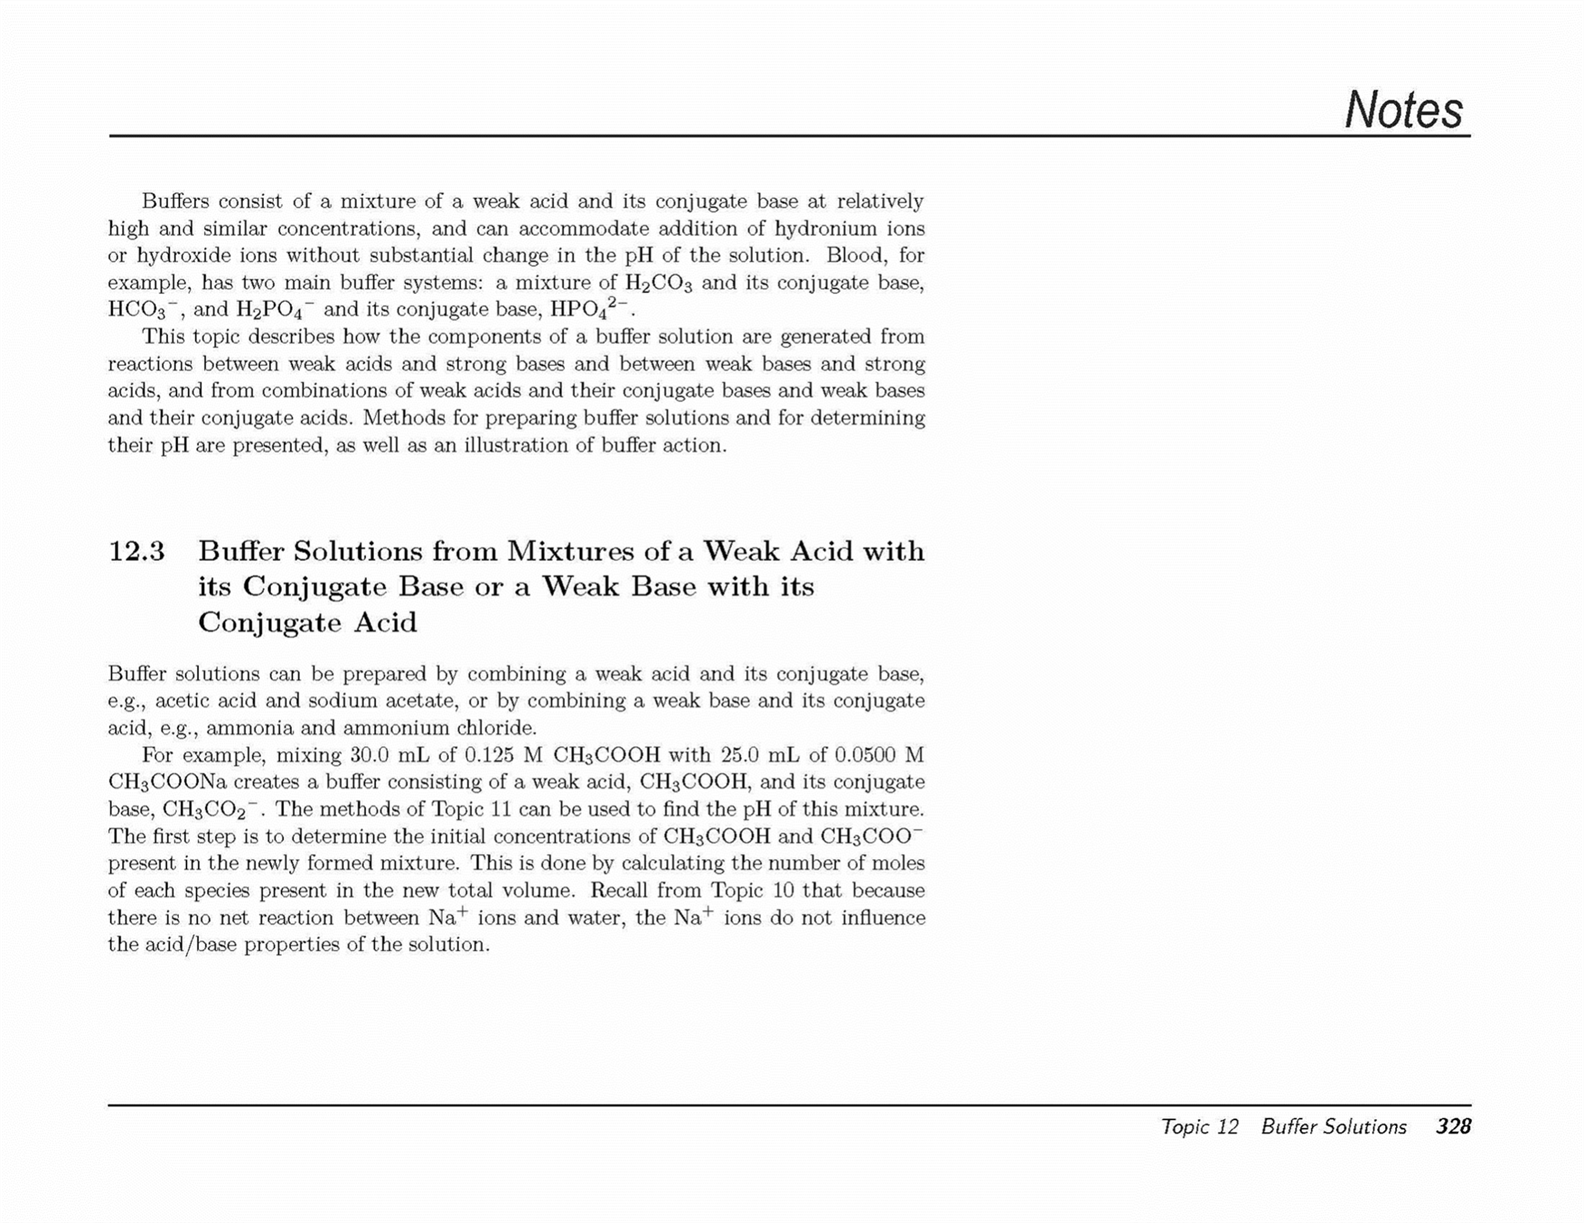 Notes
Buffers consist of a mixture of a weak acid and its conjugate base at relatively
high and similar concentrations, and can accommodate addition of hydronium ions
or hydroxide ions without substantial change in the pH of the solution. Blood, for
example, has two main buffer systems: a mixture of H₂CO₃ and its conjugate base,
HCO₃⁻, and H₂PO₄⁻ and its conjugate base, HPO₄²⁻.
This topic describes how the components of a buffer solution are generated from
reactions between weak acids and strong bases and between weak bases and strong
acids, and from combinations of weak acids and their conjugate bases and weak bases
and their conjugate acids. Methods for preparing buffer solutions and for determining
their pH are presented, as well as an illustration of buffer action.
12.3 Buffer Solutions from Mixtures of a Weak Acid with
its Conjugate Base or a Weak Base with its
Conjugate Acid
Buffer solutions can be prepared by combining a weak acid and its conjugate base,
e.g., acetic acid and sodium acetate, or by combining a weak base and its conjugate
acid, e.g., ammonia and ammonium chloride.
For example, mixing 30.0 mL of 0.125 M CH₃COOH with 25.0 mL of 0.0500 M
CH₃COONa creates a buffer consisting of a weak acid, CH₃COOH, and its conjugate
base, CH₃CO₂⁻. The methods of Topic 11 can be used to find the pH of this mixture.
The first step is to determine the initial concentrations of CH₃COOH and CH₃COO⁻
present in the newly formed mixture. This is done by calculating the number of moles
of each species present in the new total volume. Recall from Topic 10 that because
there is no net reaction between Na⁺ ions and water, the Na⁺ ions do not influence
the acid/base properties of the solution.
Topic 12 Buffer Solutions 328